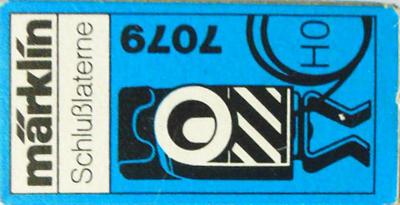 märklin
Schlußlaterne
7079
HO